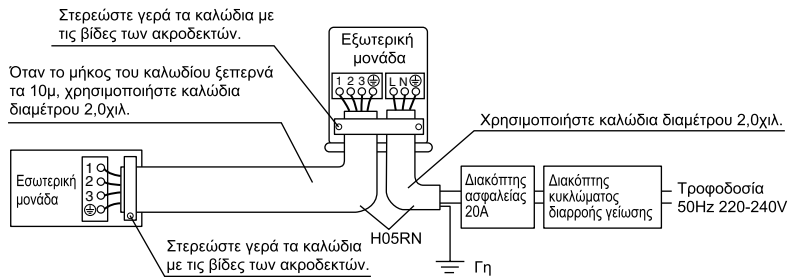 Στερεώστε γερά τα καλώδια με
τις βίδες των ακροδεκτών.
Εξωτερική
μονάδα
1 2 3
L N
Όταν το μήκος του καλωδίου ξεπερνά
τα 10μ, χρησιμοποιήστε καλώδια
διαμέτρου 2,0χιλ.
Χρησιμοποιήστε καλώδια διαμέτρου 2,0χιλ.
Εσωτερική
μονάδα
1
2
3
Διακόπτης
ασφαλείας
20A
Διακόπτης
κυκλώματος
διαρροής γείωσης
Τροφοδοσία
50Hz 220-240V
H05RN
Γη
Στερεώστε γερά τα καλώδια
με τις βίδες των ακροδεκτών.